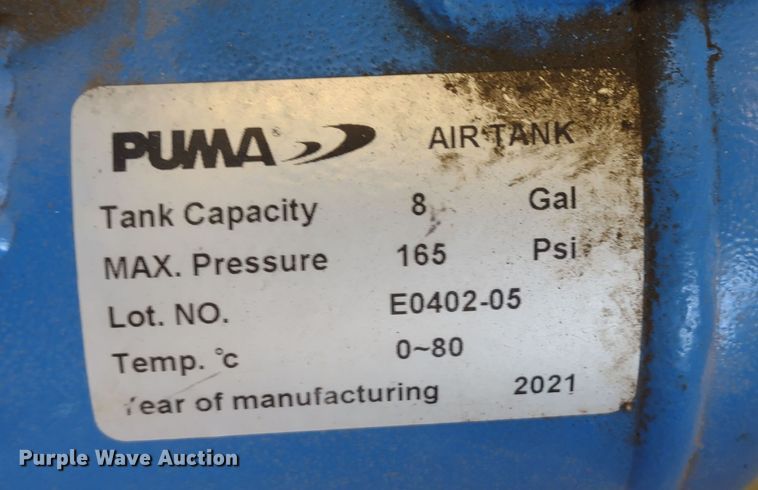 PUMA® AIR TANK
Tank Capacity 8 Gal
MAX. Pressure 165 Psi
Lot. NO. E0402-05
Temp. °c 0~80
Year of manufacturing 2021
Purple Wave Auction